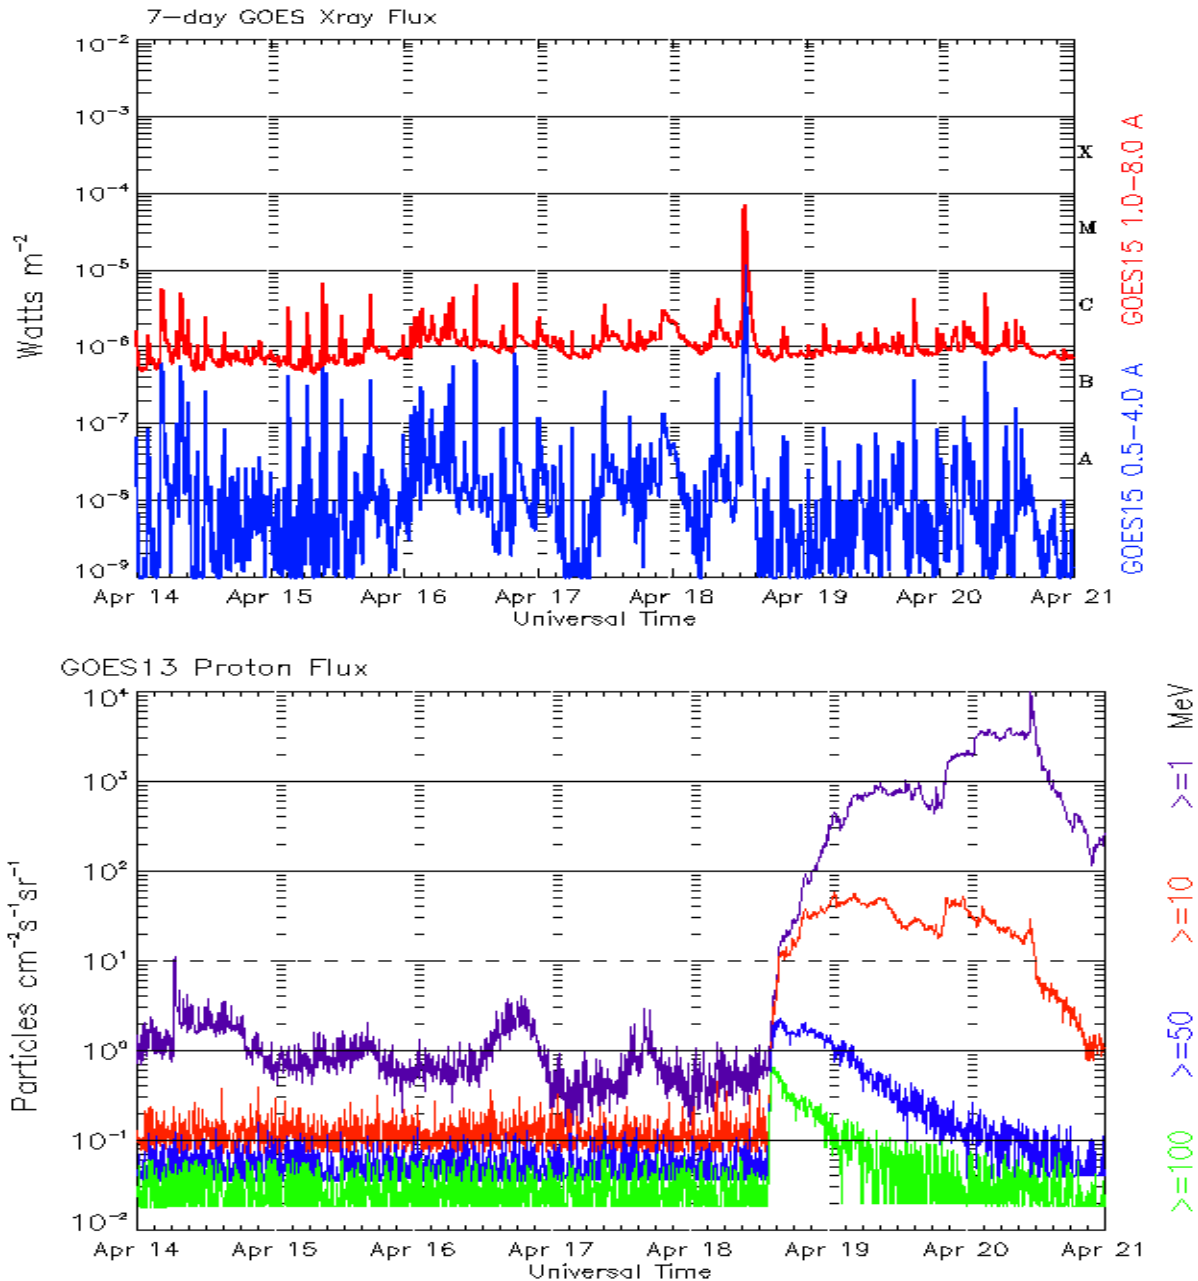 7-day GOES Xray Flux
10⁻²
10⁻³
10⁻⁴
10⁻⁵
10⁻⁶
10⁻⁷
10⁻⁸
10⁻⁹
Watts m⁻²
X
M
C
B
A
GOES15 1.0-8.0 A
GOES15 0.5-4.0 A
Apr 14 Apr 15 Apr 16 Apr 17 Apr 18 Apr 19 Apr 20 Apr 21
Universal Time
GOES13 Proton Flux
10⁴
10³
10²
10¹
10⁰
10⁻¹
10⁻²
Particles cm⁻²s⁻¹sr⁻¹
>=1 MeV
>=10
>=50
>=100
Apr 14 Apr 15 Apr 16 Apr 17 Apr 18 Apr 19 Apr 20 Apr 21
Universal Time